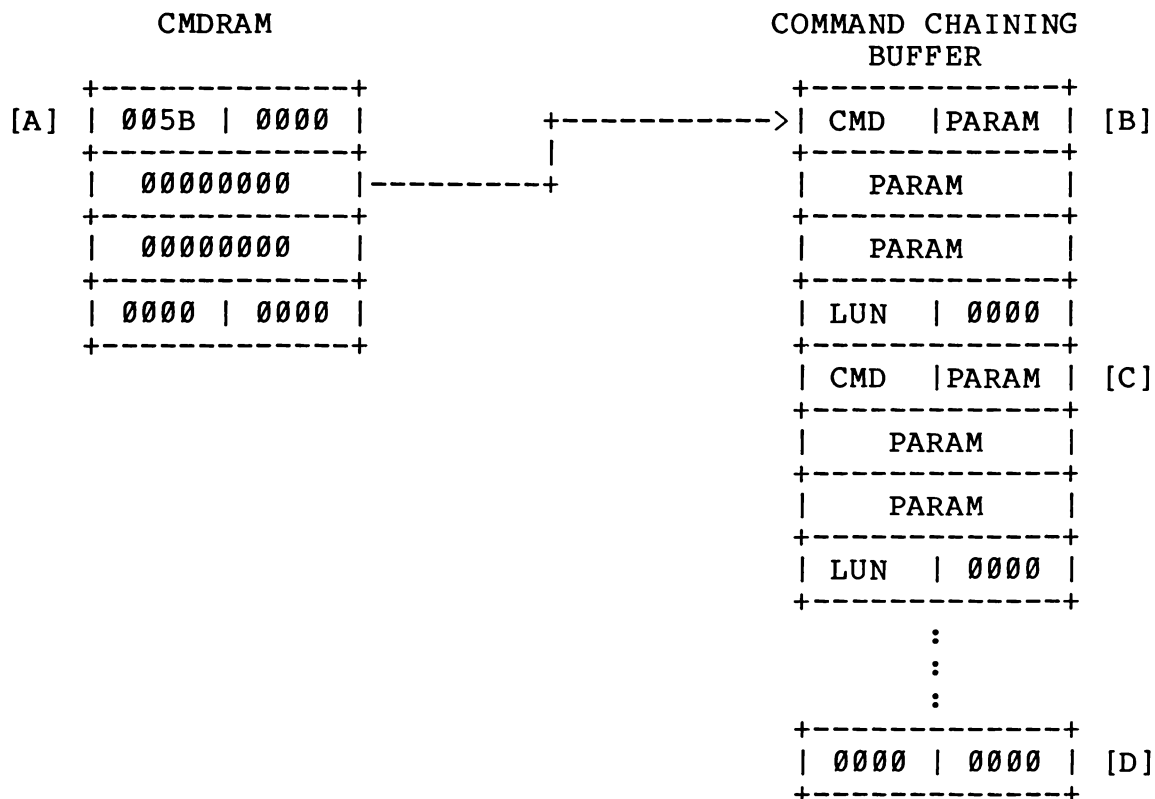 CMDRAM COMMAND CHAINING
BUFFER
+--------------+ +--------------+
[A] | 005B | 0000 | +------------>| CMD |PARAM | [B]
+--------------+ | +--------------+
| 00000000 |----------+ | PARAM |
+--------------+ +--------------+
| 00000000 | | PARAM |
+--------------+ +--------------+
| 0000 | 0000 | | LUN | 0000 |
+--------------+ +--------------+
| CMD |PARAM | [C]
+--------------+
| PARAM |
+--------------+
| PARAM |
+--------------+
| LUN | 0000 |
+--------------+
:
:
:
+--------------+
| 0000 | 0000 | [D]
+--------------+